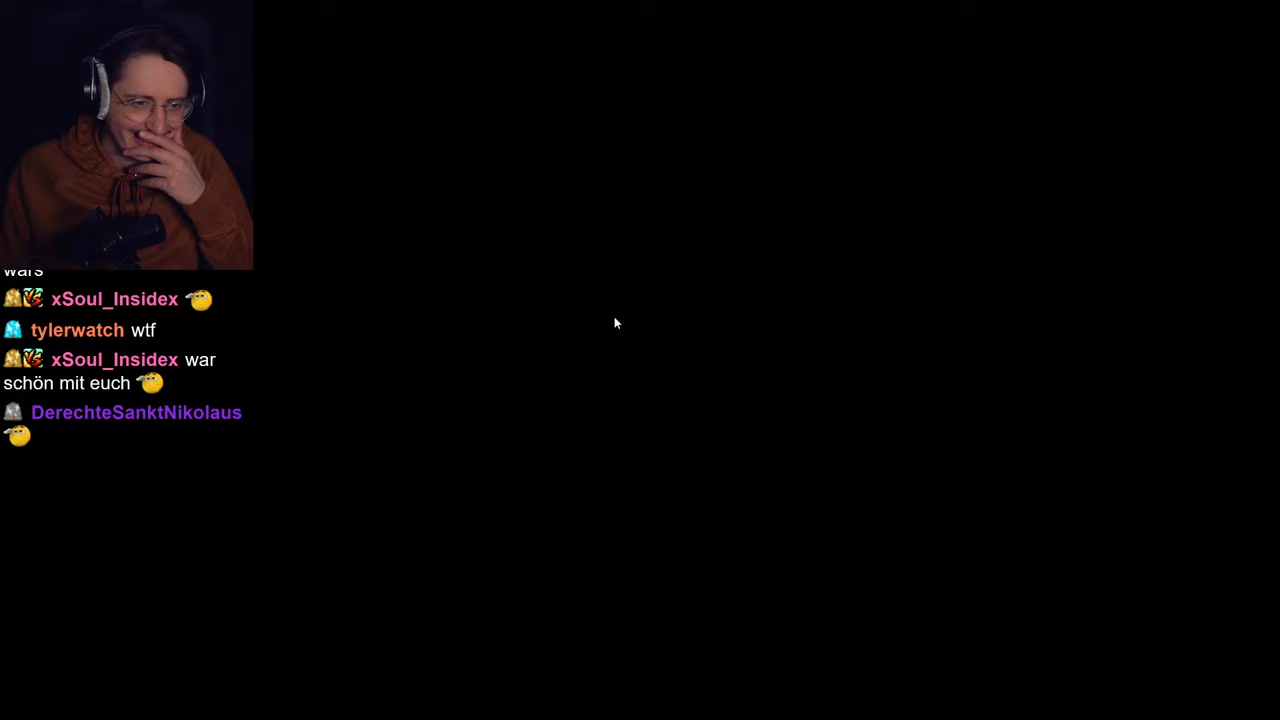 wars
xSoul_Insidex
tylerwatch wtf
xSoul_Insidex war
schön mit euch
DerechteSanktNikolaus